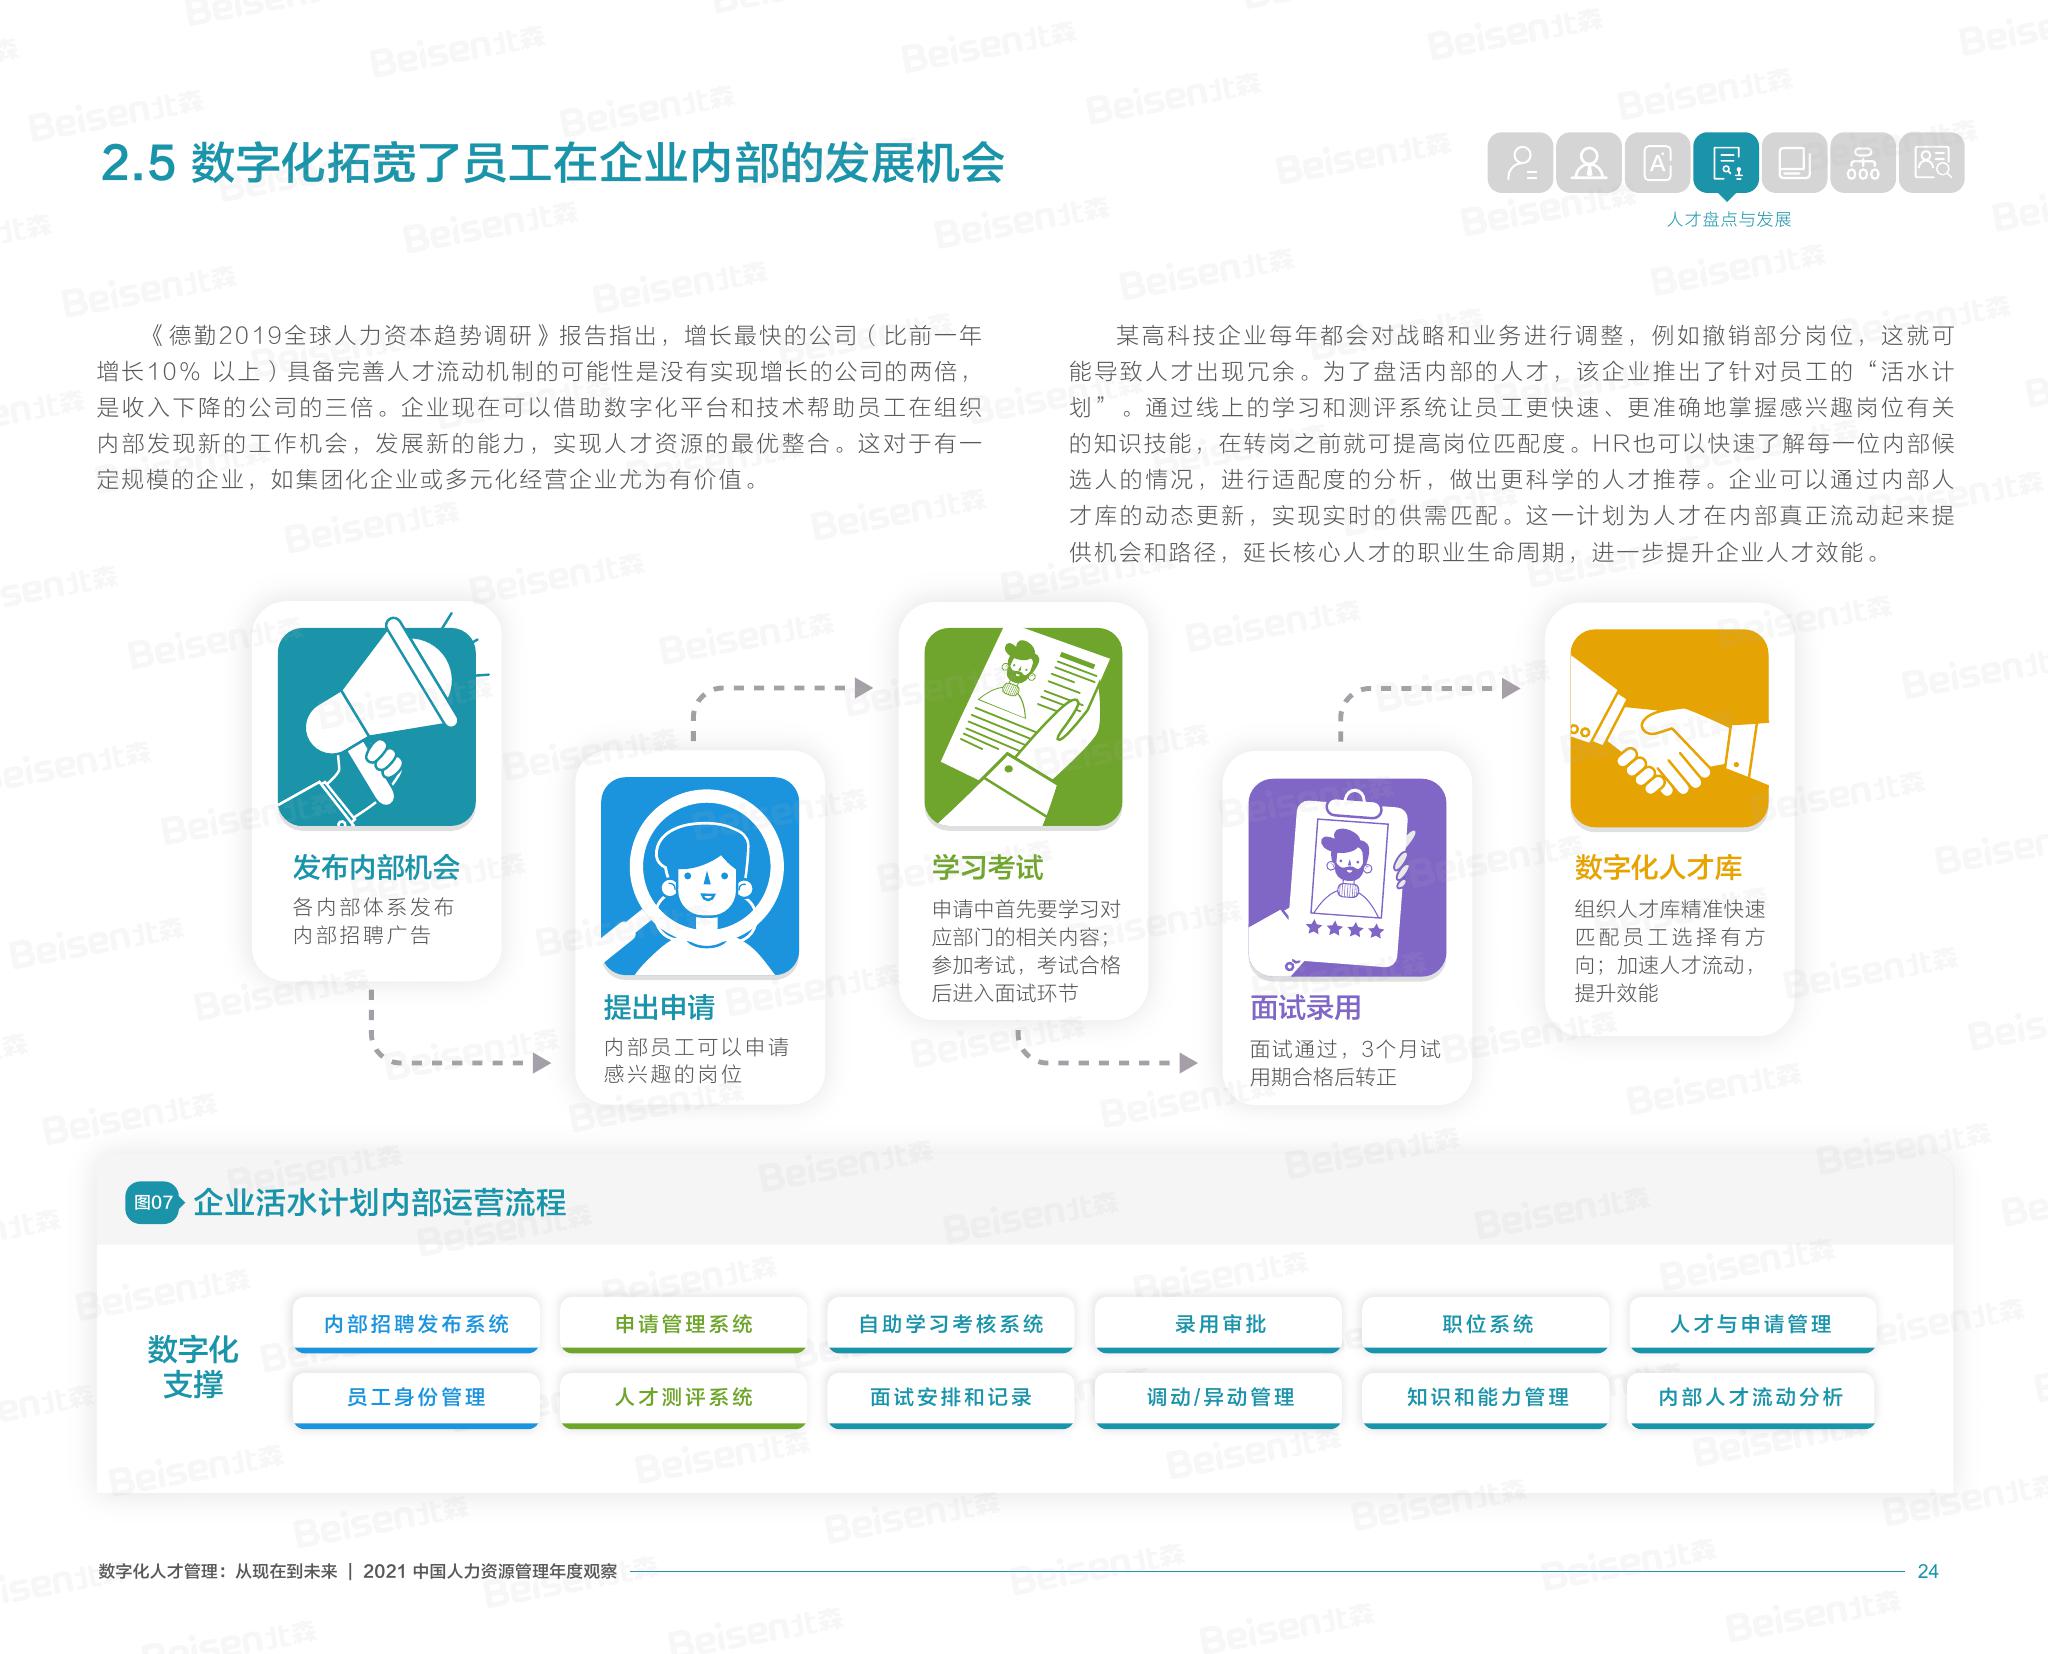 2.5 数字化拓宽了员工在企业内部的发展机会
人才盘点与发展
《德勤2019全球人力资本趋势调研》报告指出，增长最快的公司（比前一年
增长10% 以上）具备完善人才流动机制的可能性是没有实现增长的公司的两倍，
是收入下降的公司的三倍。企业现在可以借助数字化平台和技术帮助员工在组织
内部发现新的工作机会，发展新的能力，实现人才资源的最优整合。这对于有一
定规模的企业，如集团化企业或多元化经营企业尤为有价值。
某高科技企业每年都会对战略和业务进行调整，例如撤销部分岗位，这就可
能导致人才出现冗余。为了盘活内部的人才，该企业推出了针对员工的“活水计
划”。通过线上的学习和测评系统让员工更快速、更准确地掌握感兴趣岗位有关
的知识技能，在转岗之前就可提高岗位匹配度。HR也可以快速了解每一位内部候
选人的情况，进行适配度的分析，做出更科学的人才推荐。企业可以通过内部人
才库的动态更新，实现实时的供需匹配。这一计划为人才在内部真正流动起来提
供机会和路径，延长核心人才的职业生命周期，进一步提升企业人才效能。
发布内部机会
各内部体系发布
内部招聘广告
提出申请
内部员工可以申请
感兴趣的岗位
学习考试
申请中首先要学习对
应部门的相关内容；
参加考试，考试合格
后进入面试环节
面试录用
面试通过，3个月试
用期合格后转正
数字化人才库
组织人才库精准快速
匹配员工选择有方
向；加速人才流动，
提升效能
图07 企业活水计划内部运营流程
数字化
支撑
内部招聘发布系统
申请管理系统
自助学习考核系统
录用审批
职位系统
人才与申请管理
员工身份管理
人才测评系统
面试安排和记录
调动/异动管理
知识和能力管理
内部人才流动分析
数字化人才管理：从现在到未来 | 2021 中国人力资源管理年度观察
24
Beisen北森